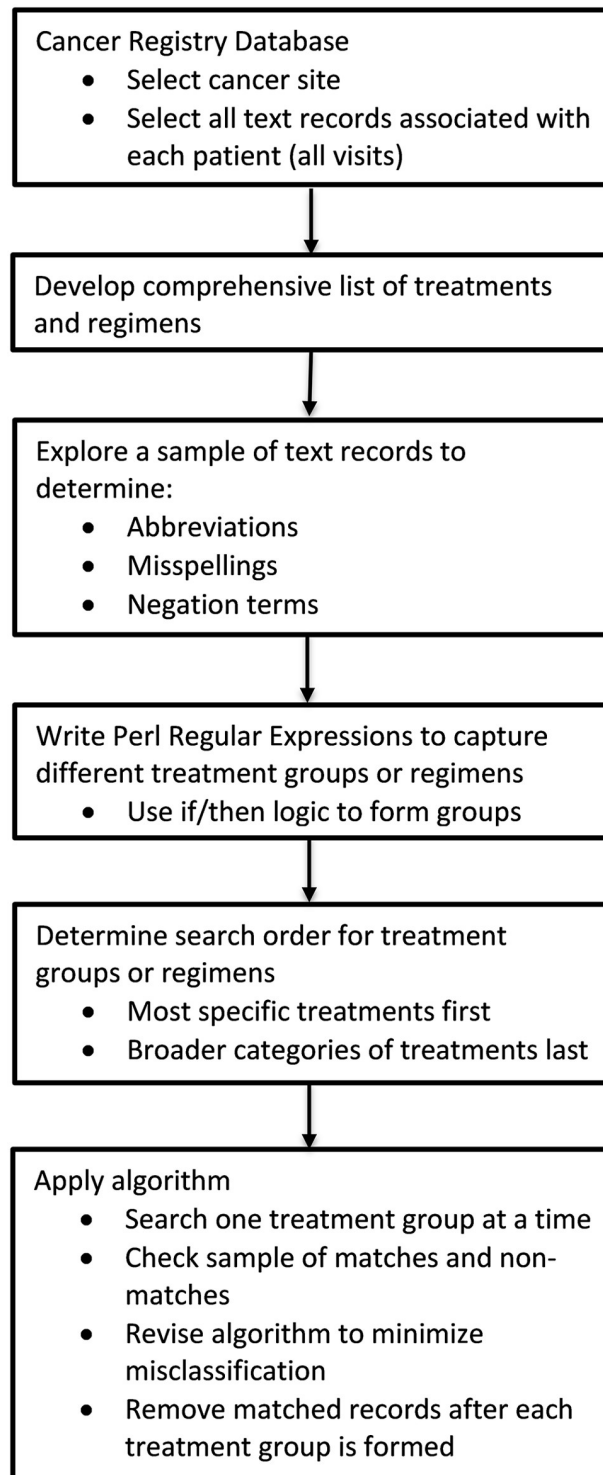 Cancer Registry Database
• Select cancer site
• Select all text records associated with
each patient (all visits)
Develop comprehensive list of treatments
and regimens
Explore a sample of text records to
determine:
• Abbreviations
• Misspellings
• Negation terms
Write Perl Regular Expressions to capture
different treatment groups or regimens
• Use if/then logic to form groups
Determine search order for treatment
groups or regimens
• Most specific treatments first
• Broader categories of treatments last
Apply algorithm
• Search one treatment group at a time
• Check sample of matches and non-
matches
• Revise algorithm to minimize
misclassification
• Remove matched records after each
treatment group is formed